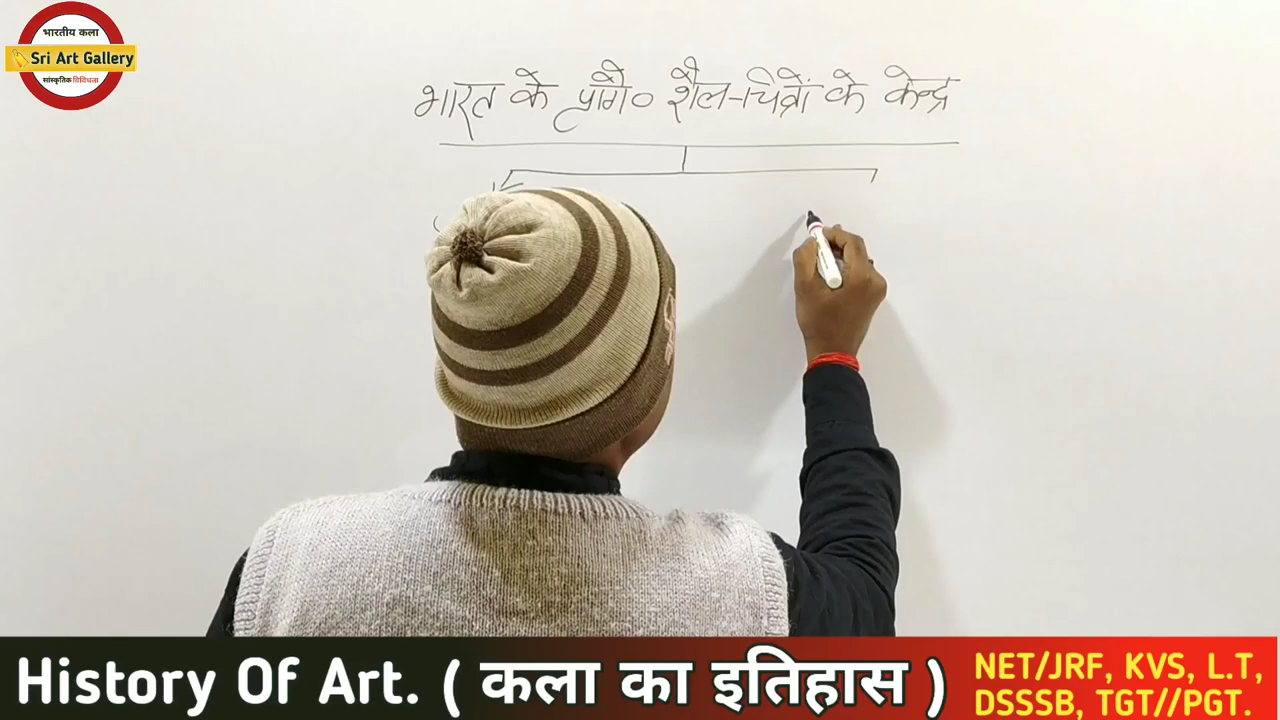 भारतीय कला
Sri Art Gallery
सांस्कृतिक विविधता
भारत के प्रागै० शैल-चित्रों के केन्द्र
History Of Art. ( कला का इतिहास )
NET/JRF, KVS, L.T,
DSSSB, TGT//PGT.